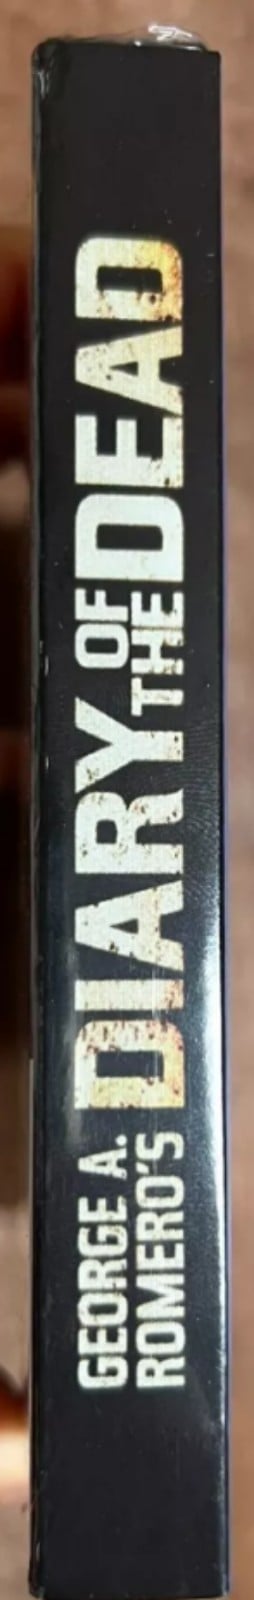 GEORGE A.
ROMERO'S
DIARY
OF
THE
DEAD